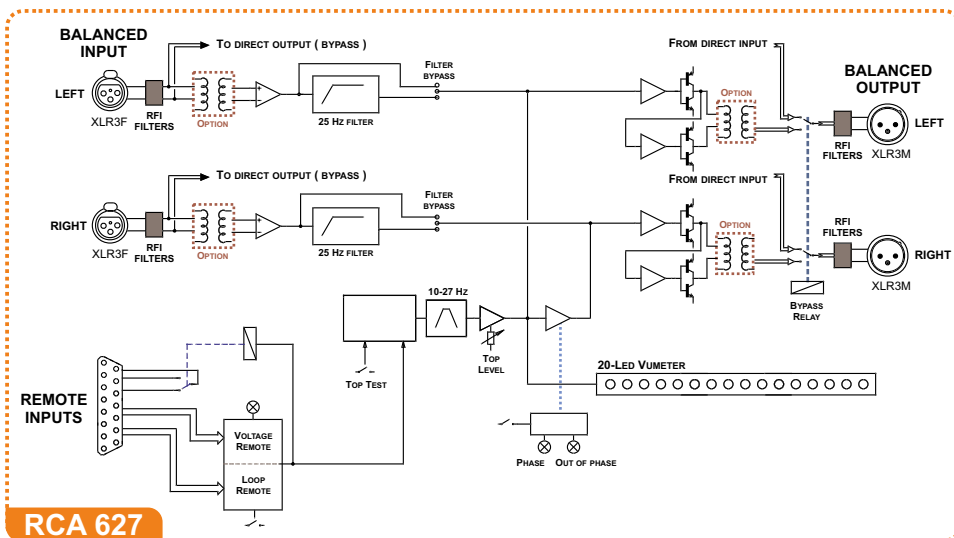 BALANCED
INPUT
TO DIRECT OUTPUT ( BYPASS )
FROM DIRECT INPUT
FILTER
BYPASS
BALANCED
OUTPUT
LEFT
XLR3F
RFI
FILTERS
OPTION
+
−
25 HZ FILTER
OPTION
LEFT
RFI
FILTERS
XLR3M
TO DIRECT OUTPUT ( BYPASS )
FROM DIRECT INPUT
FILTER
BYPASS
RIGHT
XLR3F
RFI
FILTERS
OPTION
+
−
25 HZ FILTER
OPTION
RFI
FILTERS
RIGHT
XLR3M
BYPASS
RELAY
10-27 Hz
TOP TEST
TOP
LEVEL
20-LED VUMETER
REMOTE
INPUTS
VOLTAGE
REMOTE
LOOP
REMOTE
PHASE
OUT OF PHASE
RCA 627